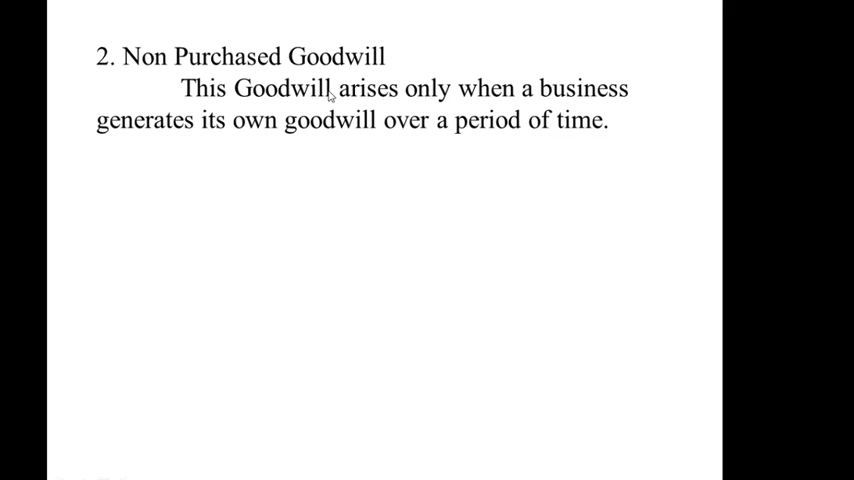 2. Non Purchased Goodwill
This Goodwill arises only when a business
generates its own goodwill over a period of time.